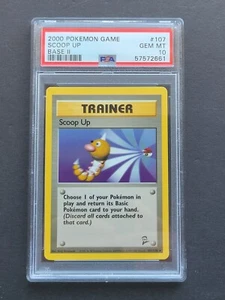 2000 POKEMON GAME #107
SCOOP UP GEM MT
BASE II 10
PSA 57572661
TRAINER
Scoop Up
Choose 1 of your Pokémon in
play and return its Basic
Pokémon card to your hand.
(Discard all cards attached to
that card.)
2